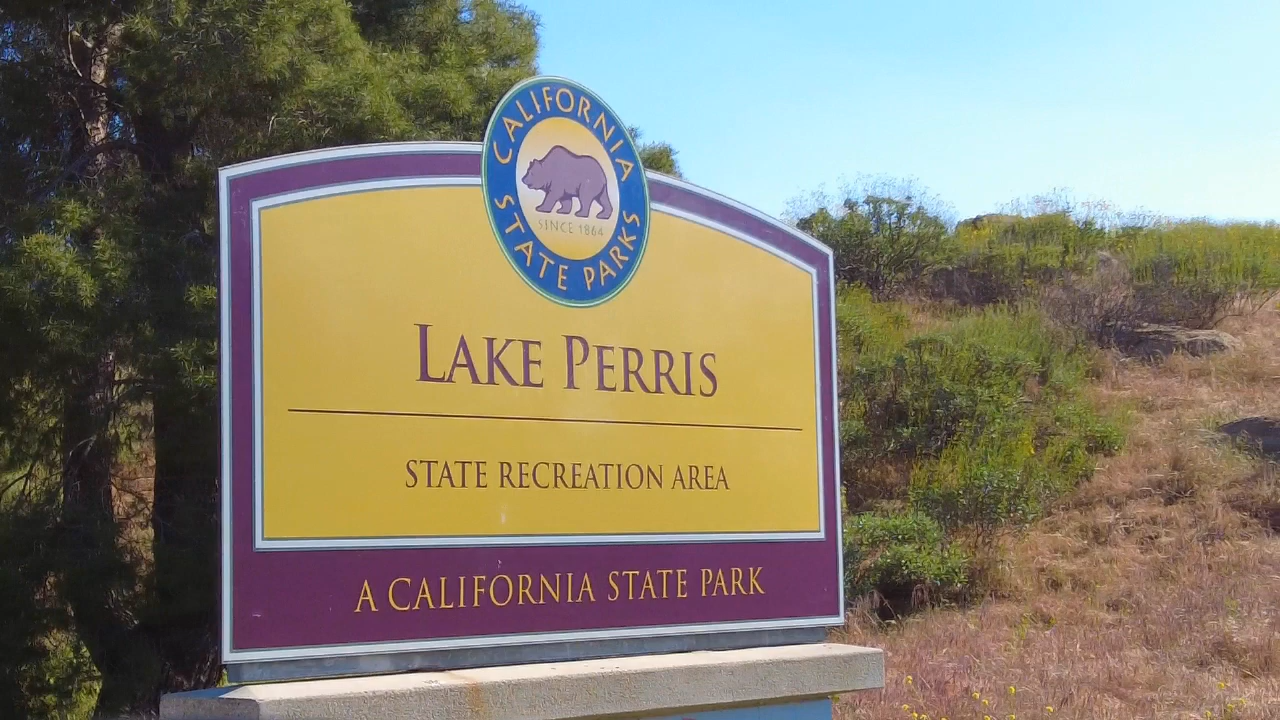 CALIFORNIA
STATE PARKS
SINCE 1864
LAKE PERRIS
STATE RECREATION AREA
A CALIFORNIA STATE PARK